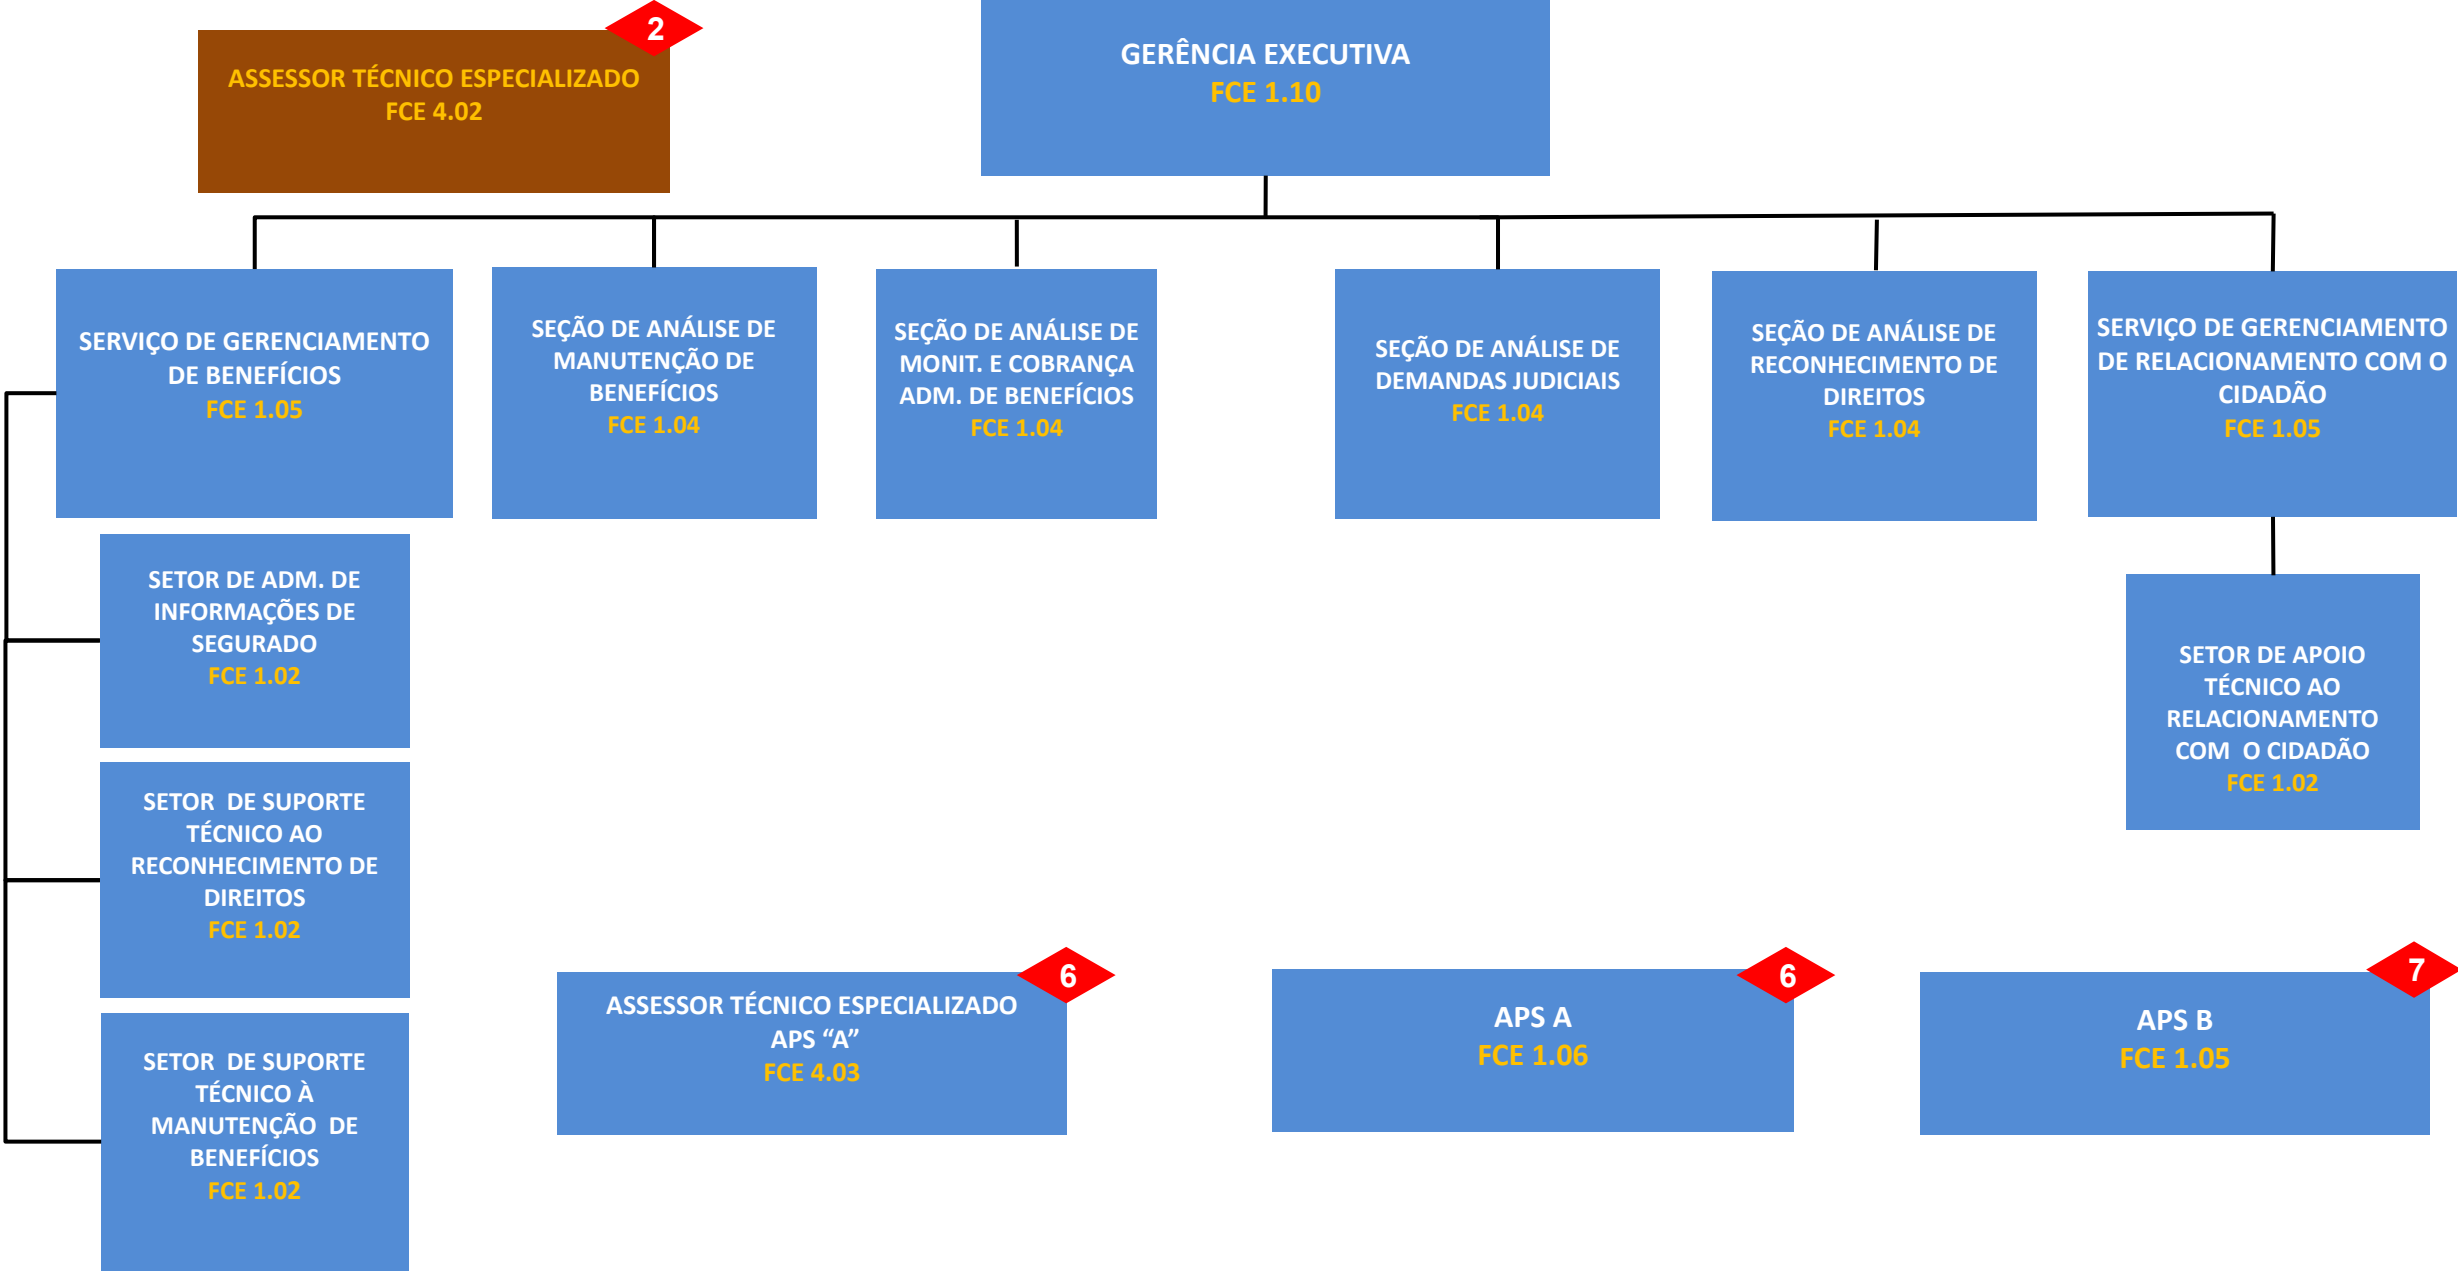 2
ASSESSOR TÉCNICO ESPECIALIZADO
FCE 4.02
GERÊNCIA EXECUTIVA
FCE 1.10
SERVIÇO DE GERENCIAMENTO
DE BENEFÍCIOS
FCE 1.05
SEÇÃO DE ANÁLISE DE
MANUTENÇÃO DE
BENEFÍCIOS
FCE 1.04
SEÇÃO DE ANÁLISE DE
MONIT. E COBRANÇA
ADM. DE BENEFÍCIOS
FCE 1.04
SEÇÃO DE ANÁLISE DE
DEMANDAS JUDICIAIS
FCE 1.04
SEÇÃO DE ANÁLISE DE
RECONHECIMENTO DE
DIREITOS
FCE 1.04
SERVIÇO DE GERENCIAMENTO
DE RELACIONAMENTO COM O
CIDADÃO
FCE 1.05
SETOR DE ADM. DE
INFORMAÇÕES DE
SEGURADO
FCE 1.02
SETOR DE APOIO
TÉCNICO AO
RELACIONAMENTO
COM O CIDADÃO
FCE 1.02
SETOR DE SUPORTE
TÉCNICO AO
RECONHECIMENTO DE
DIREITOS
FCE 1.02
SETOR DE SUPORTE
TÉCNICO À
MANUTENÇÃO DE
BENEFÍCIOS
FCE 1.02
6
ASSESSOR TÉCNICO ESPECIALIZADO
APS “A”
FCE 4.03
6
APS A
FCE 1.06
7
APS B
FCE 1.05